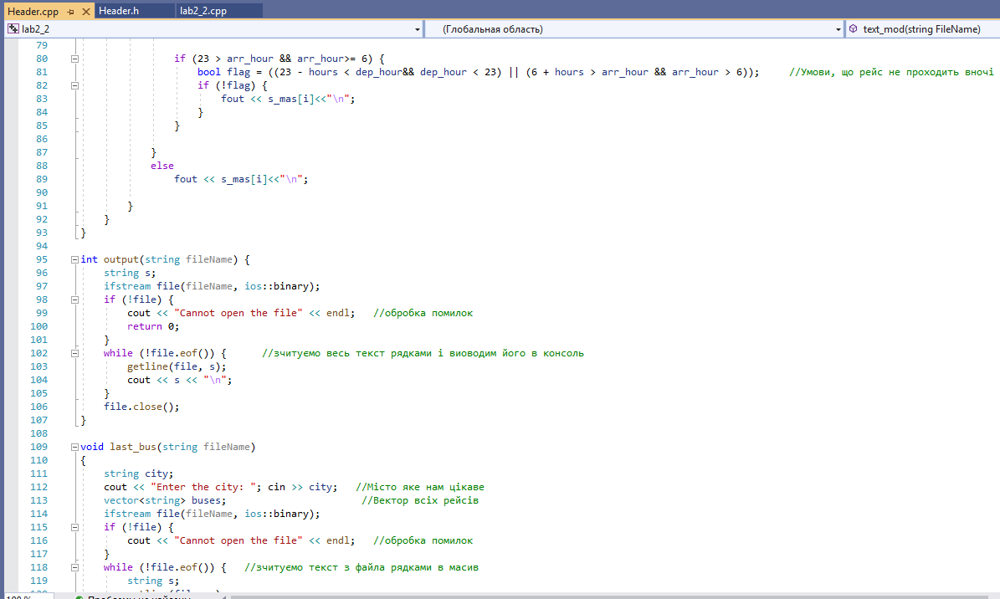 Header.cpp Header.h lab2_2.cpp
lab2_2 (Глобальная область) text_mod(string FileName)
79
80 if (23 > arr_hour && arr_hour>= 6) {
81 bool flag = ((23 - hours < dep_hour&& dep_hour < 23) || (6 + hours > arr_hour && arr_hour > 6)); //Умови, що рейс не проходить вночі
82 if (!flag) {
83 fout << s_mas[i]<<"\n";
84 }
85 }
86
87 }
88 else
89 fout << s_mas[i]<<"\n";
90
91 }
92 }
93 }
94
95 int output(string fileName) {
96 string s;
97 ifstream file(fileName, ios::binary);
98 if (!file) {
99 cout << "Cannot open the file" << endl; //обробка помилок
100 return 0;
101 }
102 while (!file.eof()) { //зчитуємо весь текст рядками і виоводим його в консоль
103 getline(file, s);
104 cout << s << "\n";
105 }
106 file.close();
107 }
108
109 void last_bus(string fileName)
110 {
111 string city;
112 cout << "Enter the city: "; cin >> city; //Місто яке нам цікаве
113 vector<string> buses; //Вектор всіх рейсів
114 ifstream file(fileName, ios::binary);
115 if (!file) {
116 cout << "Cannot open the file" << endl; //обробка помилок
117 }
118 while (!file.eof()) { //зчитуємо текст з файла рядками в масив
119 string s;